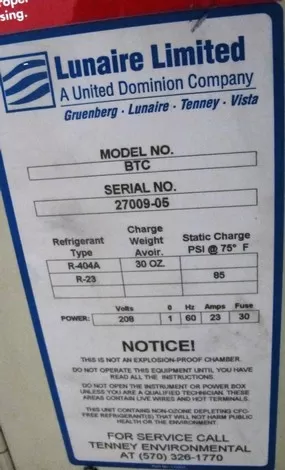 sing.
Lunaire Limited
A United Dominion Company
Gruenberg · Lunaire · Tenney · Vista
MODEL NO.
BTC
SERIAL NO.
27009-05
Refrigerant Type Charge Weight Avoir. Static Charge PSI @ 75° F
R-404A 30 OZ.
R-23 85
Volts 0 Hz Amps Fuse
POWER: 208 1 60 23 30
NOTICE!
THIS IS NOT AN EXPLOSION-PROOF CHAMBER.
DO NOT OPERATE THIS EQUIPMENT UNTIL YOU HAVE
READ ALL THE INSTRUCTIONS.
DO NOT OPEN THE INSTRUMENT OR POWER BOX
UNLESS YOU ARE A QUALIFIED TECHNICIAN. THESE
AREAS CONTAIN LIVE WIRES AND HOT TERMINALS.
THIS UNIT CONTAINS NON-OZONE DEPLETING CFC-
FREE REFRIGERANT(S) THAT WILL NOT HARM PUBLIC
HEALTH OR THE ENVIRONMENT.
FOR SERVICE CALL
TENNEY ENVIRONMENTAL
AT (570) 326-1770